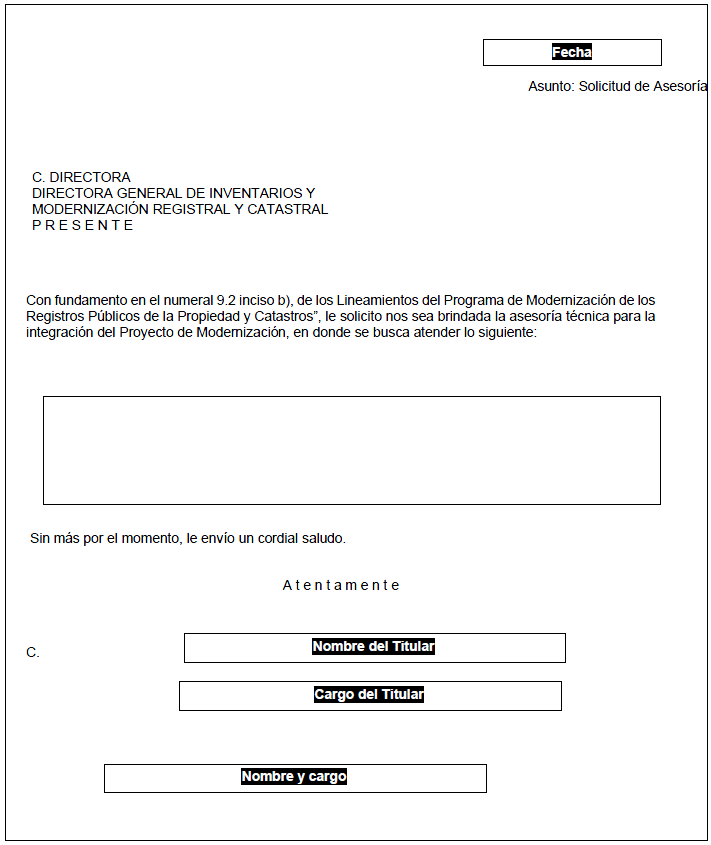 Fecha
Asunto: Solicitud de Asesoría
C. DIRECTORA
DIRECTORA GENERAL DE INVENTARIOS Y
MODERNIZACIÓN REGISTRAL Y CATASTRAL
P R E S E N T E
Con fundamento en el numeral 9.2 inciso b), de los Lineamientos del Programa de Modernización de los
Registros Públicos de la Propiedad y Catastros”, le solicito nos sea brindada la asesoría técnica para la
integración del Proyecto de Modernización, en donde se busca atender lo siguiente:
Sin más por el momento, le envío un cordial saludo.
A t e n t a m e n t e
Nombre del Titular
C.
Cargo del Titular
Nombre y cargo